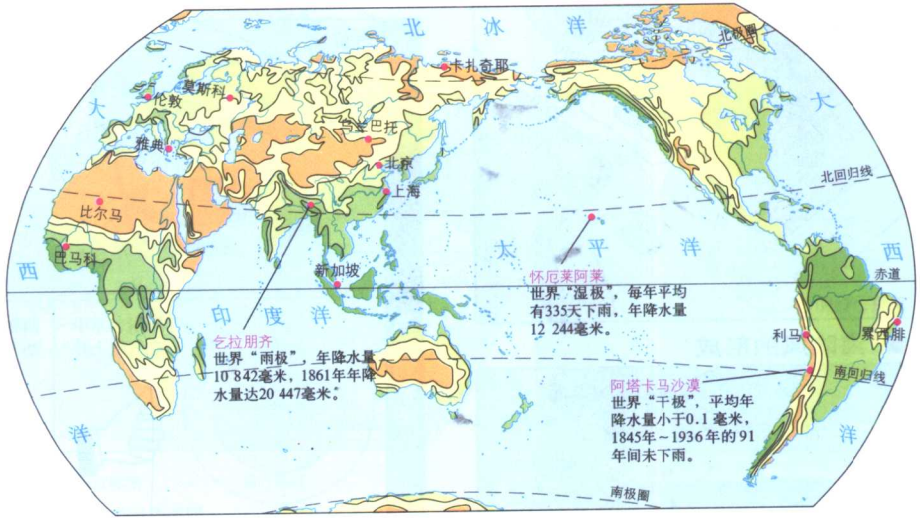 北 冰 洋
北极圈
卡扎奇耶
莫斯科
伦敦
大
大
乌兰巴托
雅典
北京
北回归线
上海
比尔马
太 平 洋
巴马科
新加坡
西
西
怀厄莱阿莱
世界“湿极”，每年平均
有335天下雨，年降水量
12 244毫米。
赤道
印 度 洋
利马
累西腓
乞拉朋齐
世界“雨极”，年降水量
10 842毫米，1861年年降
水量达20 447毫米。
南回归线
阿塔卡马沙漠
世界“干极”，平均年
降水量小于0.1 毫米，
1845年~1936年的91
年间未下雨。
洋
洋
南极圈